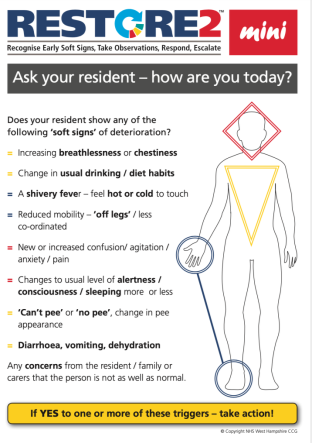 RESTORE2™ mini
Recognise Early Soft Signs, Take Observations, Respond, Escalate
Ask your resident – how are you today?
Does your resident show any of the
following 'soft signs' of deterioration?
= Increasing breathlessness or chestiness
= Change in usual drinking / diet habits
= A shivery fever – feel hot or cold to touch
= Reduced mobility – 'off legs' / less
co-ordinated
= New or increased confusion/ agitation /
anxiety / pain
= Changes to usual level of alertness /
consciousness / sleeping more or less
= 'Can't pee' or 'no pee', change in pee
appearance
= Diarrhoea, vomiting, dehydration
Any concerns from the resident / family or
carers that the person is not as well as normal.
If YES to one or more of these triggers – take action!
© Copyright NHS West Hampshire CCG